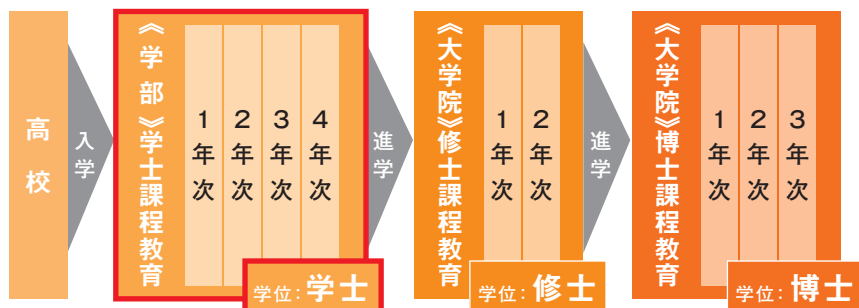 高校
入学
《学部》学士課程教育
1年次
2年次
3年次
4年次
学位:学士
進学
《大学院》修士課程教育
1年次
2年次
学位:修士
進学
《大学院》博士課程教育
1年次
2年次
3年次
学位:博士